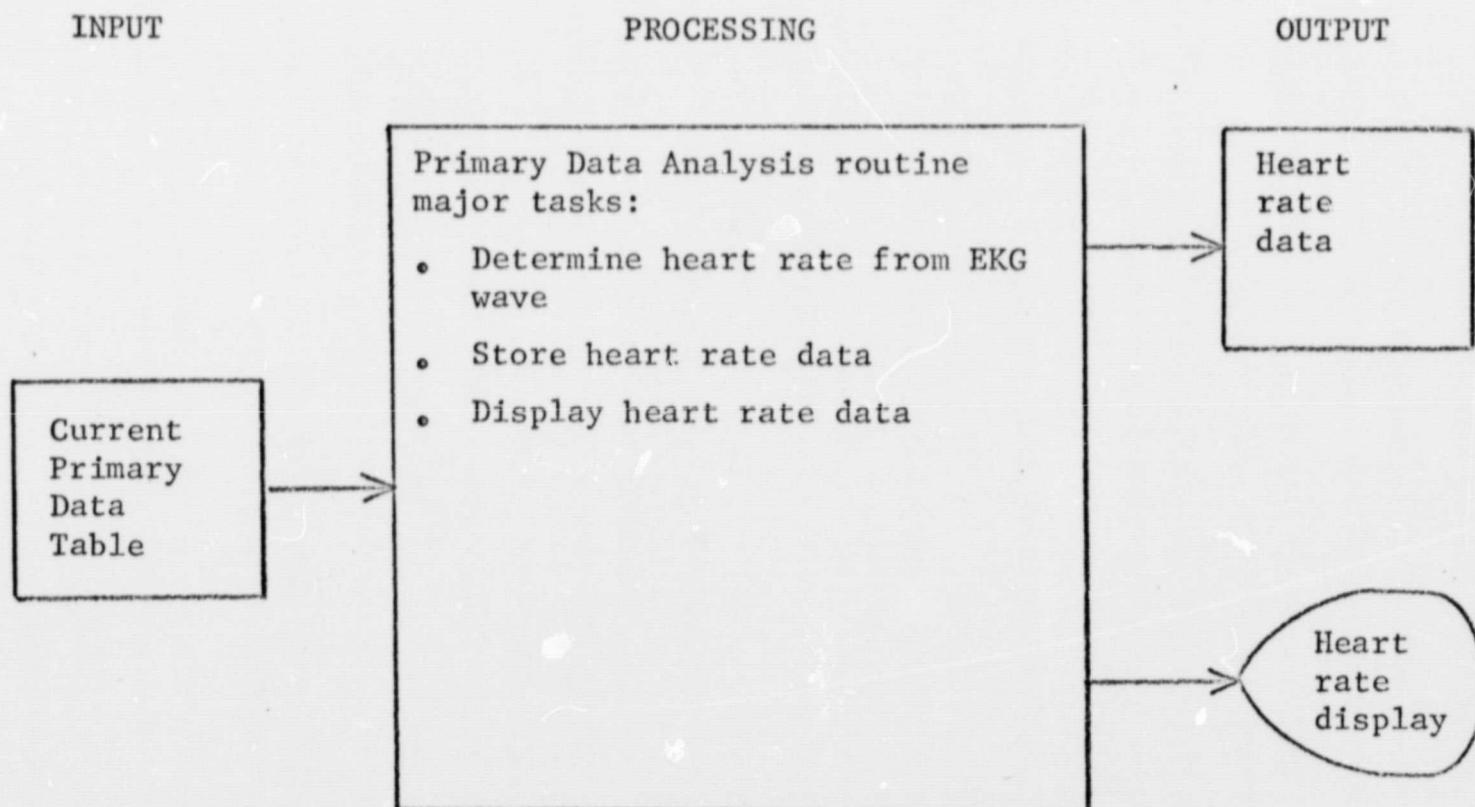 INPUT
PROCESSING
OUTPUT
Current
Primary
Data
Table
Primary Data Analysis routine
major tasks:
• Determine heart rate from EKG
wave
• Store heart rate data
• Display heart rate data
Heart
rate
data
Heart
rate
display